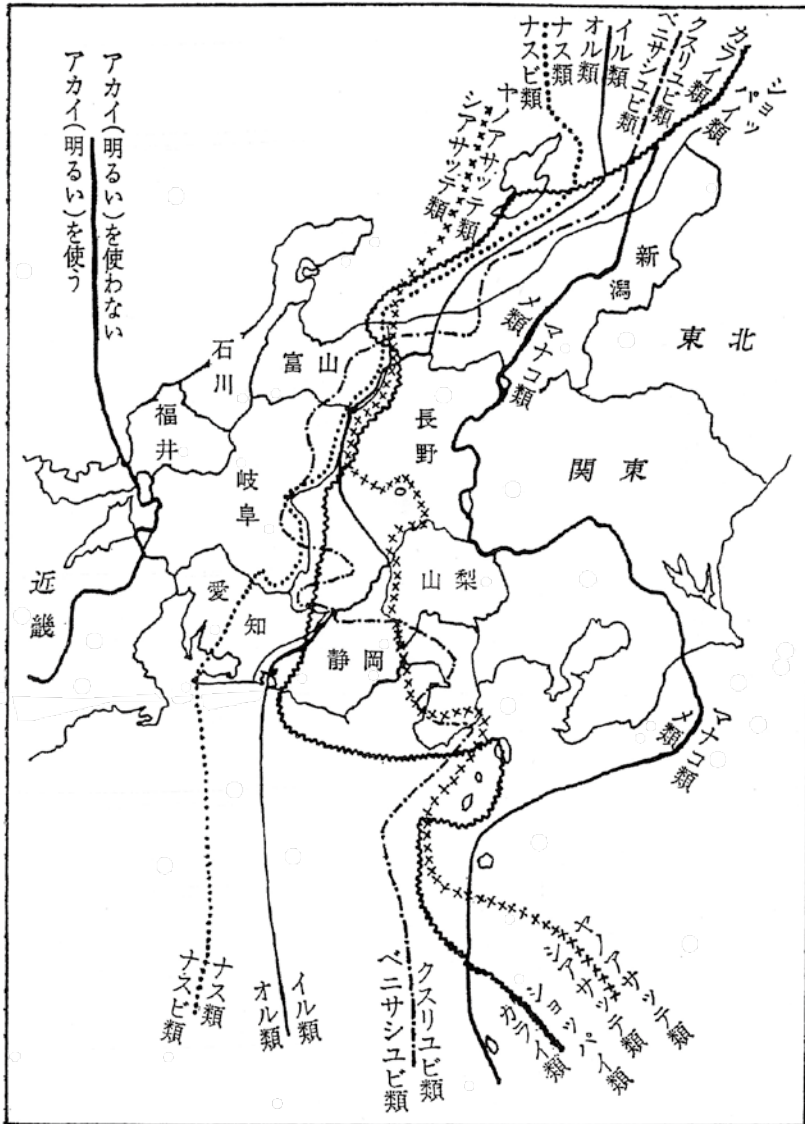 ショッパイ類
カライ類
クスリユビ類
ベニサシユビ類
イル類
オル類
ナス類
ナスビ類
ヤノアサッテ類
シアサッテ類
アカイ(明るい)を使わない
アカイ(明るい)を使う
新潟
東北
マナコ類
メ類
石川
富山
長野
福井
岐阜
関東
山梨
愛知
静岡
近畿
マナコ類
メ類
ヤノアサッテ類
シアサッテ類
ショッパイ類
カライ類
クスリユビ類
ベニサシユビ類
イル類
オル類
ナス類
ナスビ類